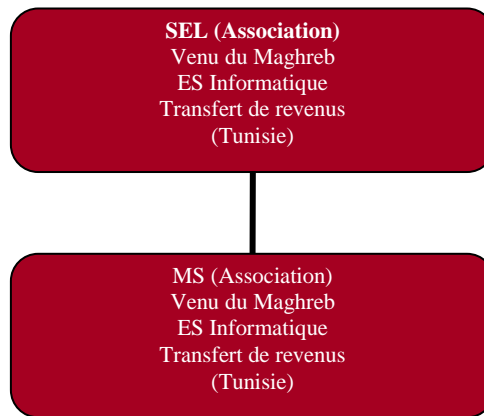 SEL (Association)
Venu du Maghreb
ES Informatique
Transfert de revenus
(Tunisie)
MS (Association)
Venu du Maghreb
ES Informatique
Transfert de revenus
(Tunisie)